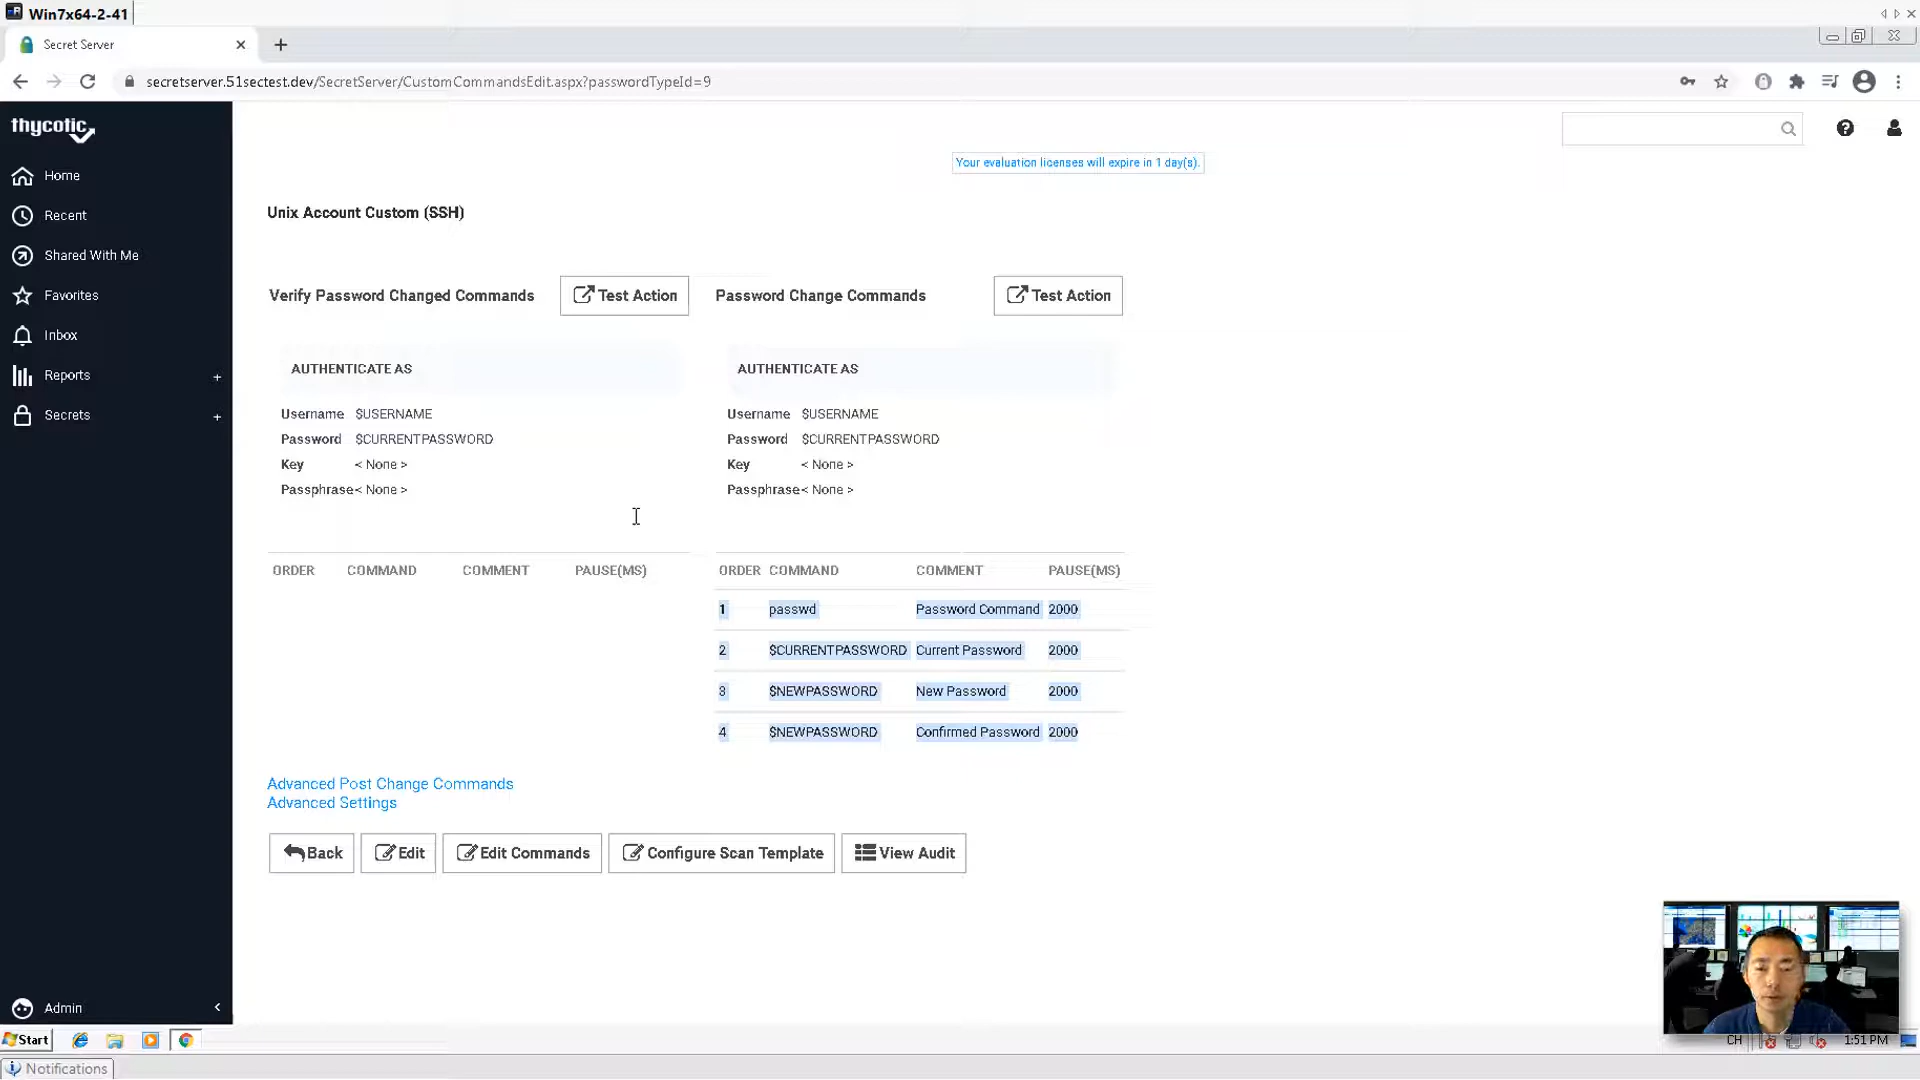 Win7x64-2-41
Secret Server
secretserver.51sectest.dev/SecretServer/CustomCommandsEdit.aspx?passwordTypeId=9
thycotic
Your evaluation licenses will expire in 1 day(s).
Home
Recent
Shared With Me
Favorites
Inbox
Reports +
Secrets +
Unix Account Custom (SSH)
Verify Password Changed Commands Test Action
AUTHENTICATE AS
Username $USERNAME
Password $CURRENTPASSWORD
Key < None >
Passphrase < None >
ORDER COMMAND COMMENT PAUSE(MS)
Password Change Commands Test Action
AUTHENTICATE AS
Username $USERNAME
Password $CURRENTPASSWORD
Key < None >
Passphrase < None >
ORDER COMMAND COMMENT PAUSE(MS)
1 passwd Password Command 2000
2 $CURRENTPASSWORD Current Password 2000
3 $NEWPASSWORD New Password 2000
4 $NEWPASSWORD Confirmed Password 2000
Advanced Post Change Commands
Advanced Settings
Back Edit Edit Commands Configure Scan Template View Audit
Admin
Start
CH 1:51 PM
Notifications